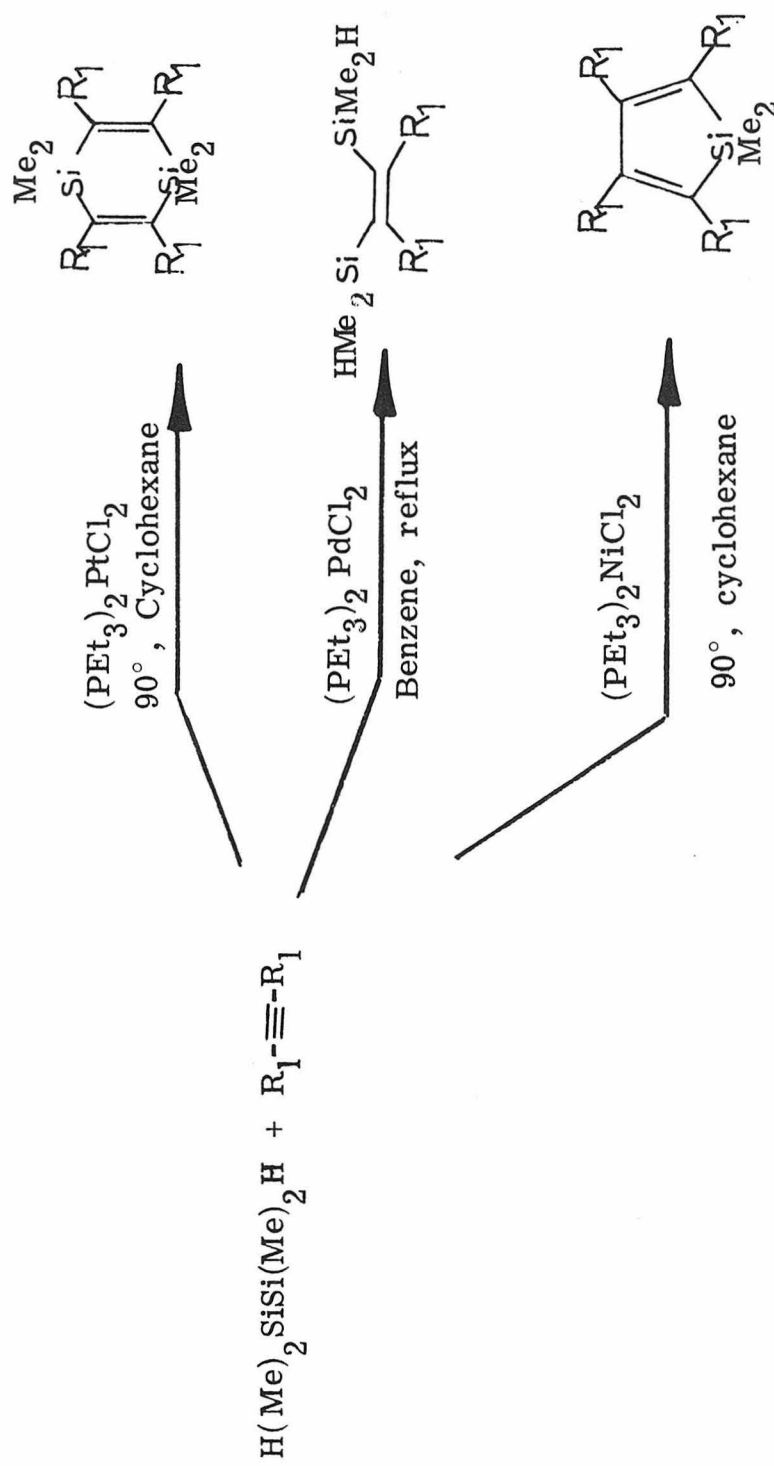 H(Me)2SiSi(Me)2H + R1-≡-R1
(PEt3)2PtCl2
90°, Cyclohexane
Me2
Si
R1
R1
R1
R1
Si
Me2
(PEt3)2PdCl2
Benzene, reflux
HMe2Si
SiMe2H
R1
R1
(PEt3)2NiCl2
90°, cyclohexane
R1
R1
R1
R1
Si
Me2